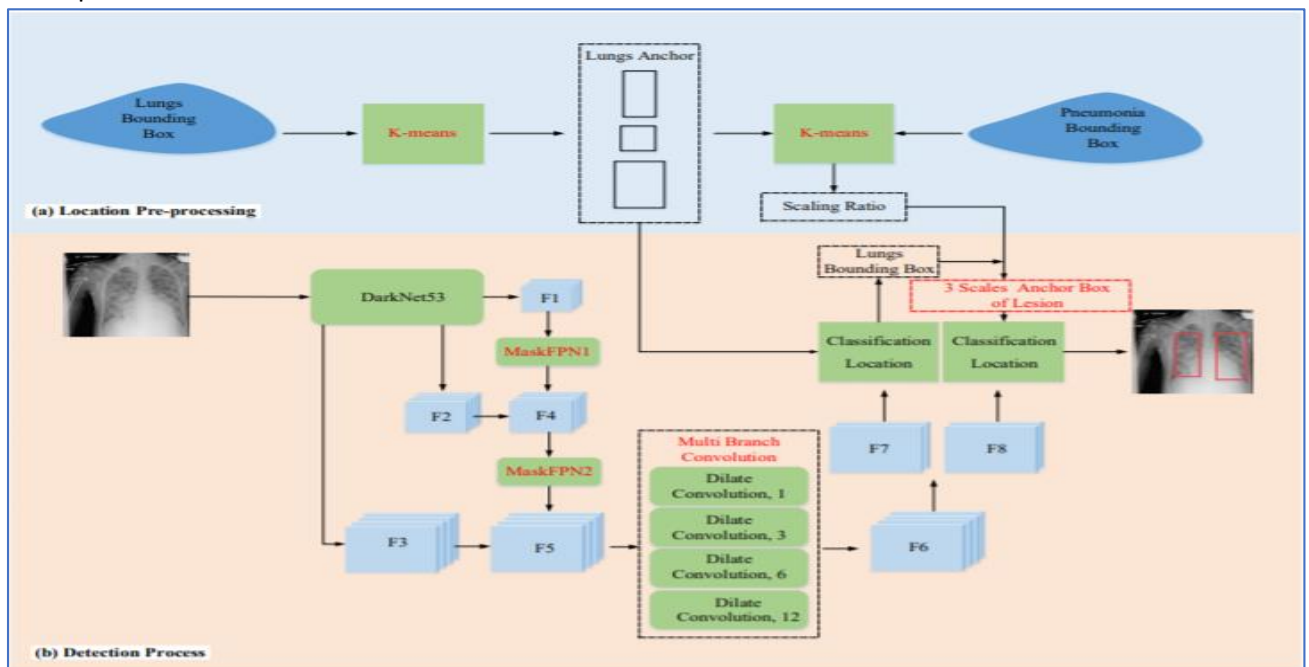 Lungs
Bounding
Box
K-means
Lungs Anchor
K-means
Pneumonia
Bounding
Box
Scaling Ratio
(a) Location Pre-processing
DarkNet53
F1
MaskFPN1
F2
F4
MaskFPN2
F3
F5
Multi Branch
Convolution
Dilate
Convolution, 1
Dilate
Convolution, 3
Dilate
Convolution, 6
Dilate
Convolution, 12
F6
F7
F8
Classification
Location
Classification
Location
Lungs
Bounding Box
3 Scales Anchor Box
of Lesion
(b) Detection Process